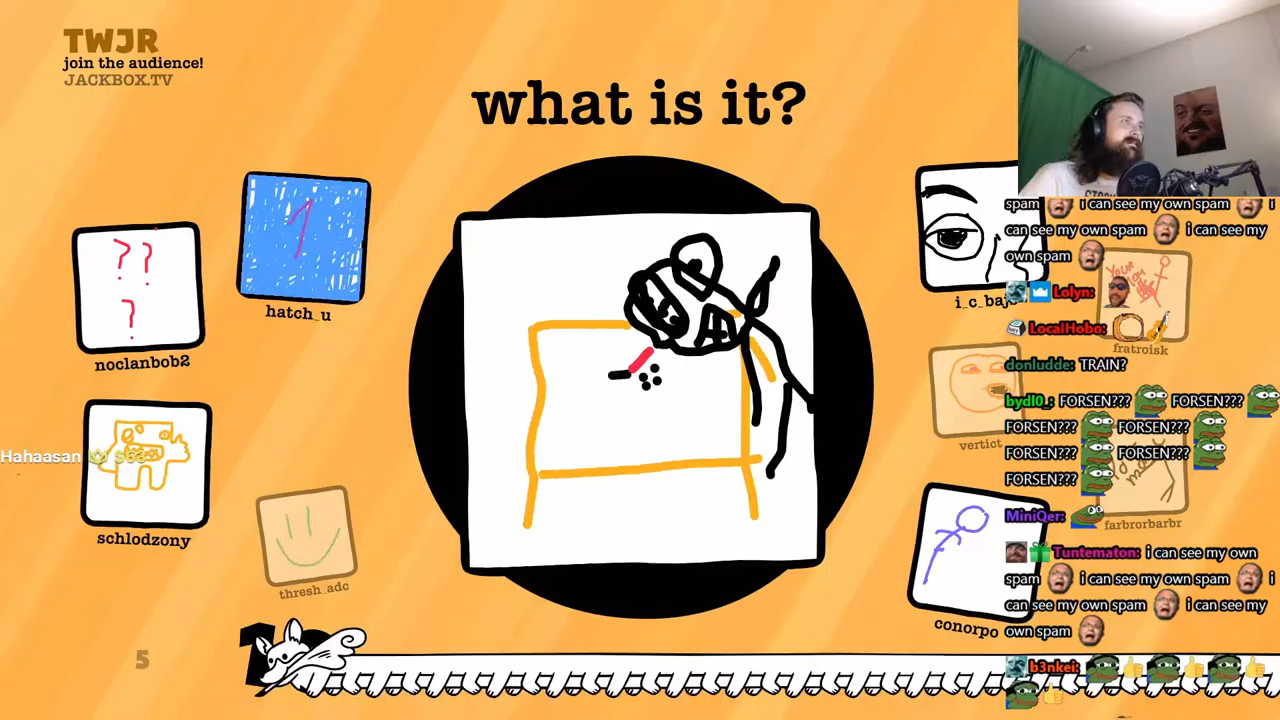 TWJR
join the audience!
JACKBOX.TV
what is it?
??
?
noclanbob2
1
hatch_u
Hahaasan $63
schlodzony
thresh_adc
5
i_c_baj
fratroisk
vertict
farbrorbarbr
conorpo
spam i can see my own spam i
can see my own spam i can see my
own spam
Lolyn:
LocalHobo:
donludde: TRAIN?
bydl0_: FORSEN??? FORSEN???
FORSEN??? FORSEN???
FORSEN??? FORSEN???
FORSEN???
MiniQer:
Tuntematon: i can see my own
spam i can see my own spam i
can see my own spam i can see my
own spam
b3nkei: